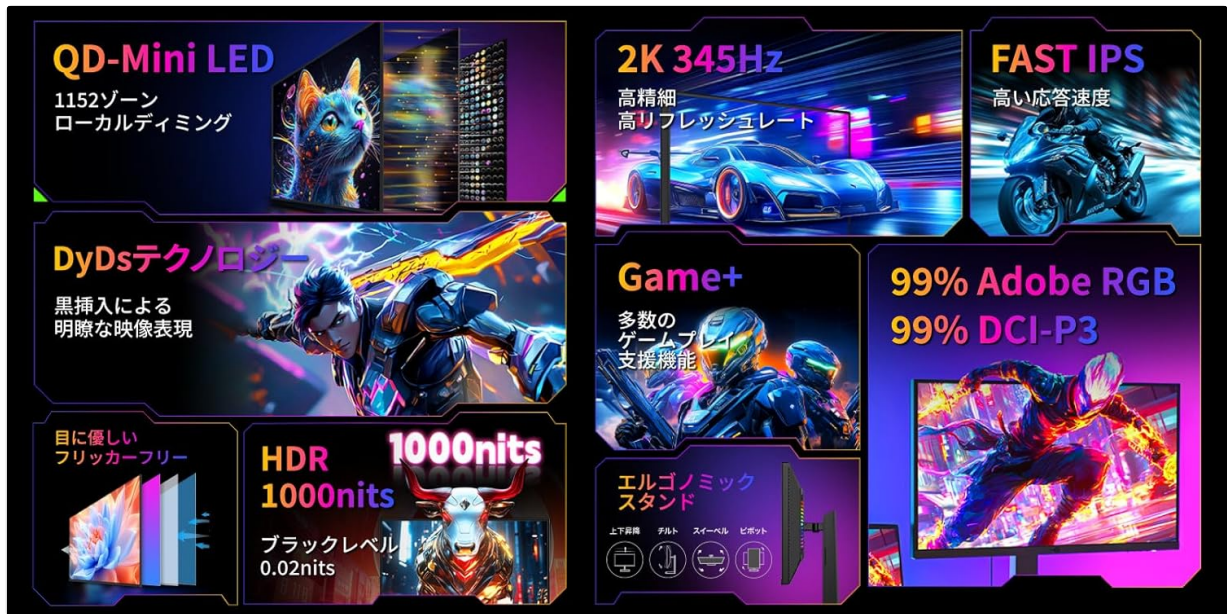 QD-Mini LED
1152ゾーン
ローカルディミング
DyDsテクノロジー
黒挿入による
明瞭な映像表現
目に優しい
フリッカーフリー
HDR
1000nits
ブラックレベル
0.02nits
1000nits
2K 345Hz
高精細
高リフレッシュレート
FAST IPS
高い応答速度
Game+
多数の
ゲームプレイ
支援機能
99% Adobe RGB
99% DCI-P3
エルゴノミック
スタンド
上下昇降 チルト スイーベル ピボット